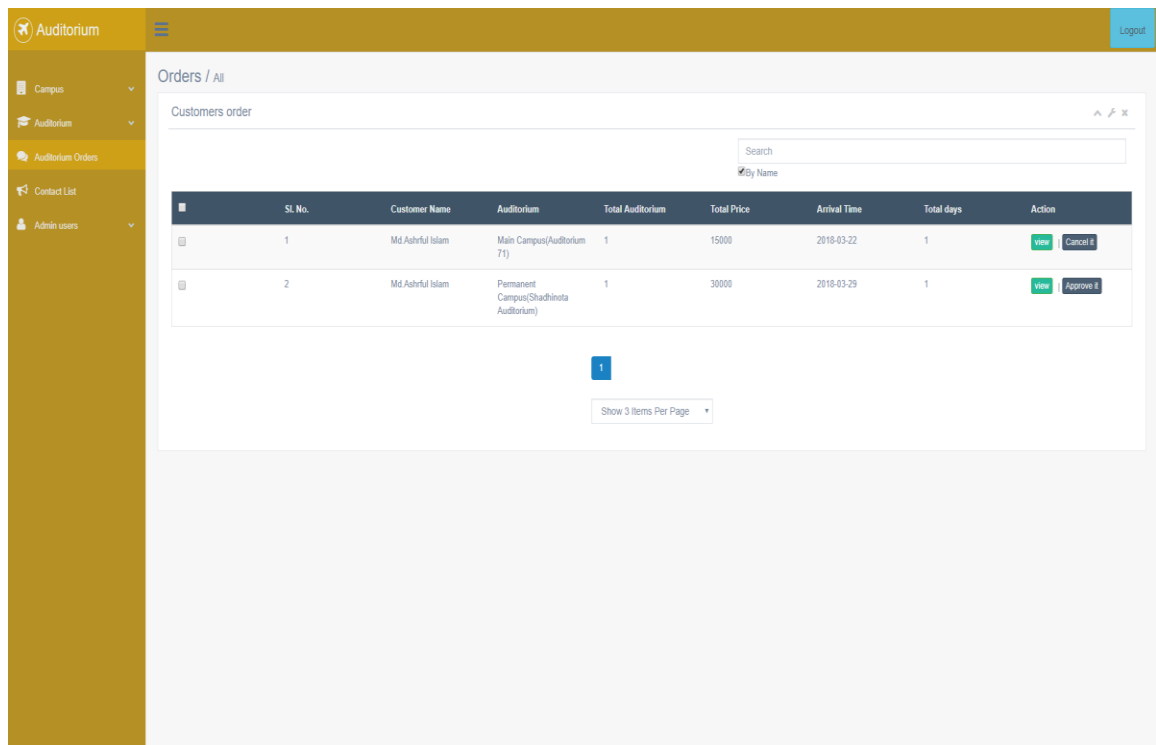 Auditorium
Logout
Campus
Auditorium
Auditorium Orders
Contact List
Admin users
Orders / All
Customers order
Search
By Name
SI. No. Customer Name Auditorium Total Auditorium Total Price Arrival Time Total days Action
1 Md.Ashrful Islam Main Campus(Auditorium 1 15000 2018-03-22 1 view | Cancel it
71)
2 Md.Ashrful Islam Permanent 1 30000 2018-03-29 1 view | Approve it
Campus(Shadhinota
Auditorium)
1
Show 3 Items Per Page